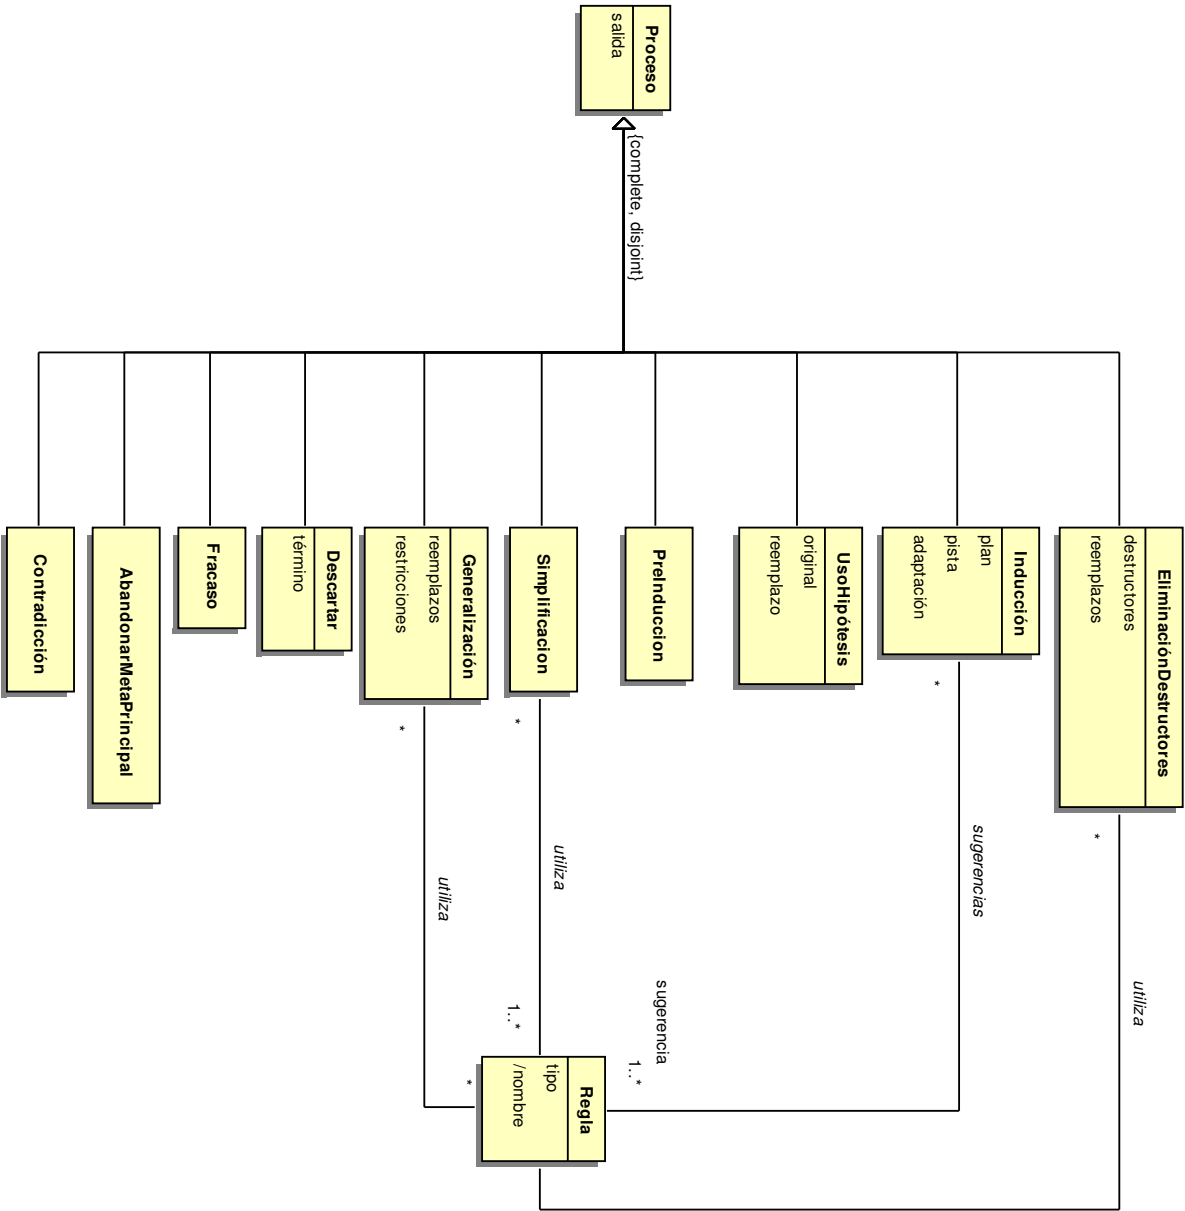 Proceso
salida
{complete, disjoint}
EliminaciónDestructores
destructores
reemplazos
*
utiliza
Inducción
plan
pista
adaptación
*
sugerencias
sugerencia
1..*
UsoHipótesis
original
reemplazo
PreInduccion
Simplificacion
*
utiliza
1..*
Generalización
reemplazos
restricciones
*
utiliza
*
Descartar
término
Fracaso
AbandonarMetaPrincipal
Contradicción
Regla
tipo
/nombre